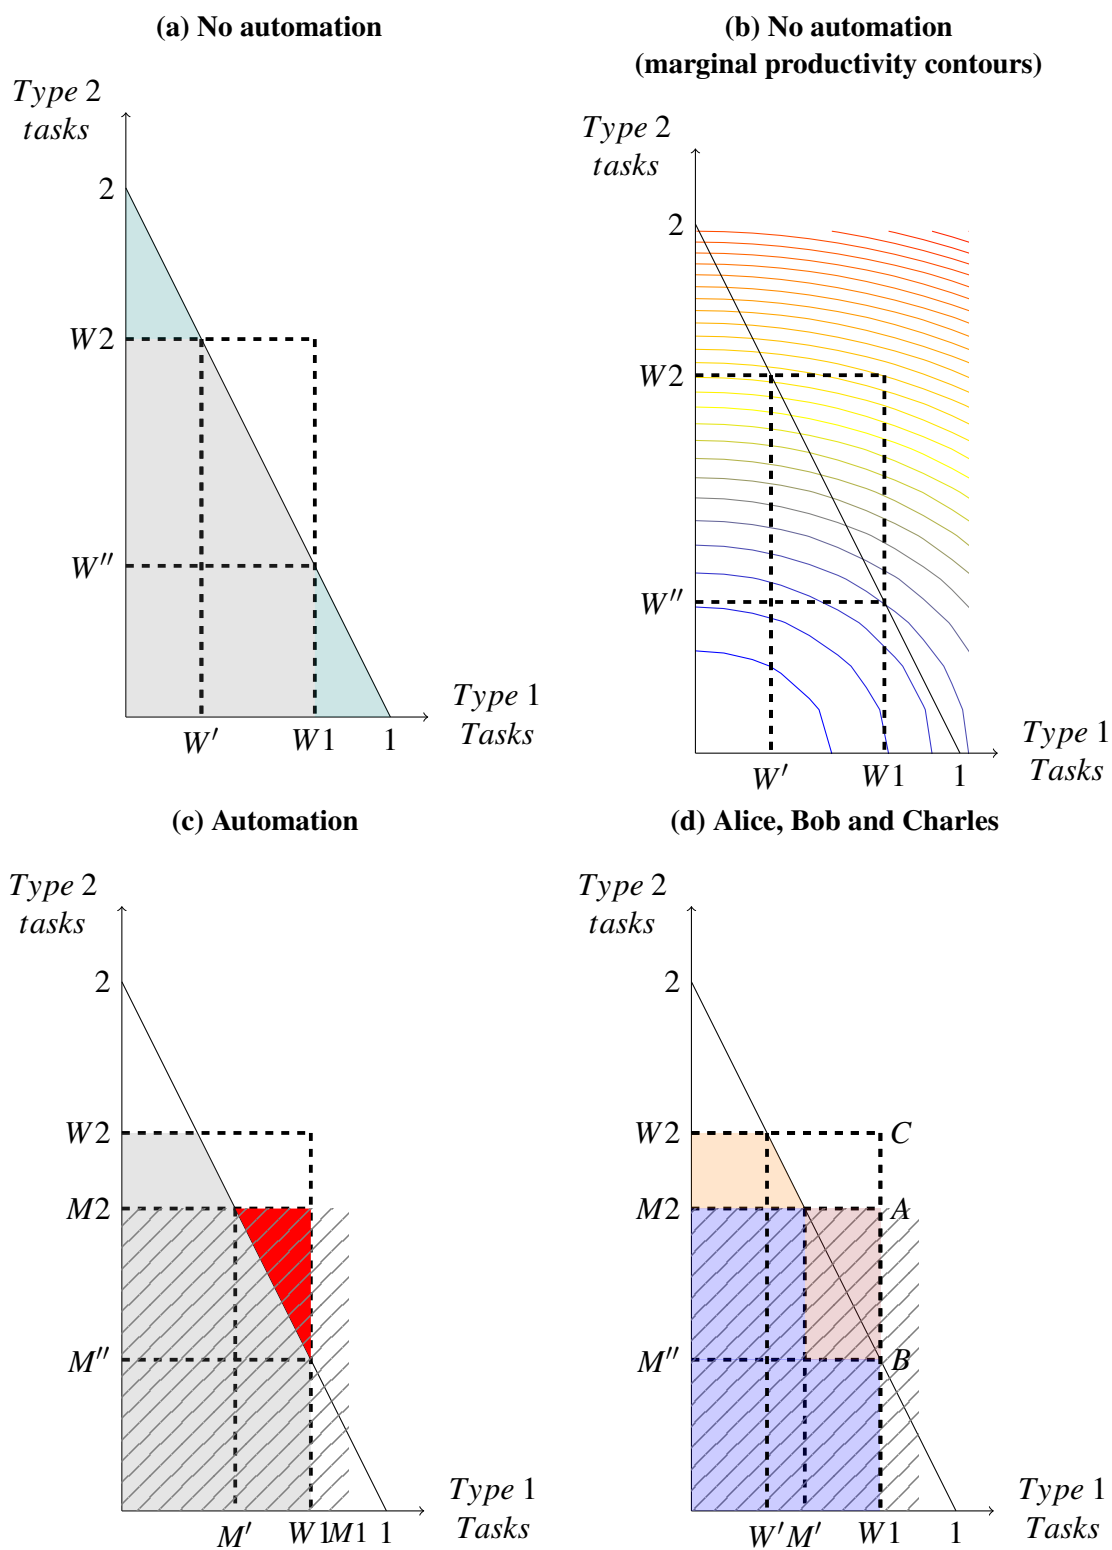 (a) No automation
Type 2
tasks
2
W2
W''
W'
W1
1
Type 1
Tasks
(b) No automation
(marginal productivity contours)
Type 2
tasks
2
W2
W''
W'
W1
1
Type 1
Tasks
(c) Automation
Type 2
tasks
2
W2
M2
M''
M'
W1
M1
1
Type 1
Tasks
(d) Alice, Bob and Charles
Type 2
tasks
2
W2
C
M2
A
M''
B
W'
M'
W1
1
Type 1
Tasks